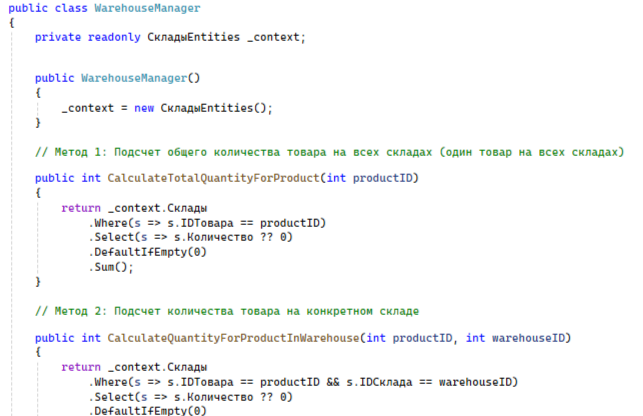 public class WarehouseManager
{
private readonly СкладыEntities _context;
public WarehouseManager()
{
_context = new СкладыEntities();
}
// Метод 1: Подсчет общего количества товара на всех складах (один товар на всех складах)
public int CalculateTotalQuantityForProduct(int productID)
{
return _context.Склады
.Where(s => s.IDТовара == productID)
.Select(s => s.Количество ?? 0)
.DefaultIfEmpty(0)
.Sum();
}
// Метод 2: Подсчет количества товара на конкретном складе
public int CalculateQuantityForProductInWarehouse(int productID, int warehouseID)
{
return _context.Склады
.Where(s => s.IDТовара == productID && s.IDСклада == warehouseID)
.Select(s => s.Количество ?? 0)
.DefaultIfEmpty(0)